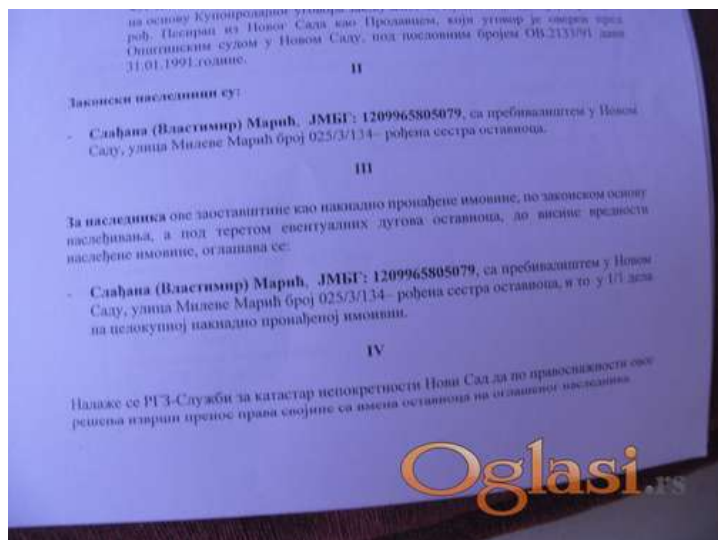 на основу Купопродајног уговора
рођ. Песирип из Новог Сада као Продавцем, који уговор је оверен пред
Општинским судом у Новом Саду, под пословним бројем ОВ.2133/91 дана
31.01.1991.године.
II
Законски наследници су:
- Слађана (Властимир) Марић, ЈМБГ: 1209965805079, са пребивалиштем у Новом
Саду, улица Милеве Марић број 025/3/134– рођена сестра оставиоца.
III
За наследника ове заоставштине као накнадно пронађене имовине, по законском основу
наслеђивања, а под теретом евентуалних дугова оставиоца, до висине вредности
наслеђене имовине, оглашава се:
- Слађана (Властимир) Марић, ЈМБГ: 1209965805079, са пребивалиштем у Новом
Саду, улица Милеве Марић број 025/3/134– рођена сестра оставиоца, и то у 1/1 дела
на целокупној накнадно пронађеној имовини.
IV
Налаже се РГЗ-Служби за катастар непокретности Нови Сад да по правоснажности овог
решења изврши пренос права својине са имена оставиоца на оглашеног наследника
Oglasi.rs